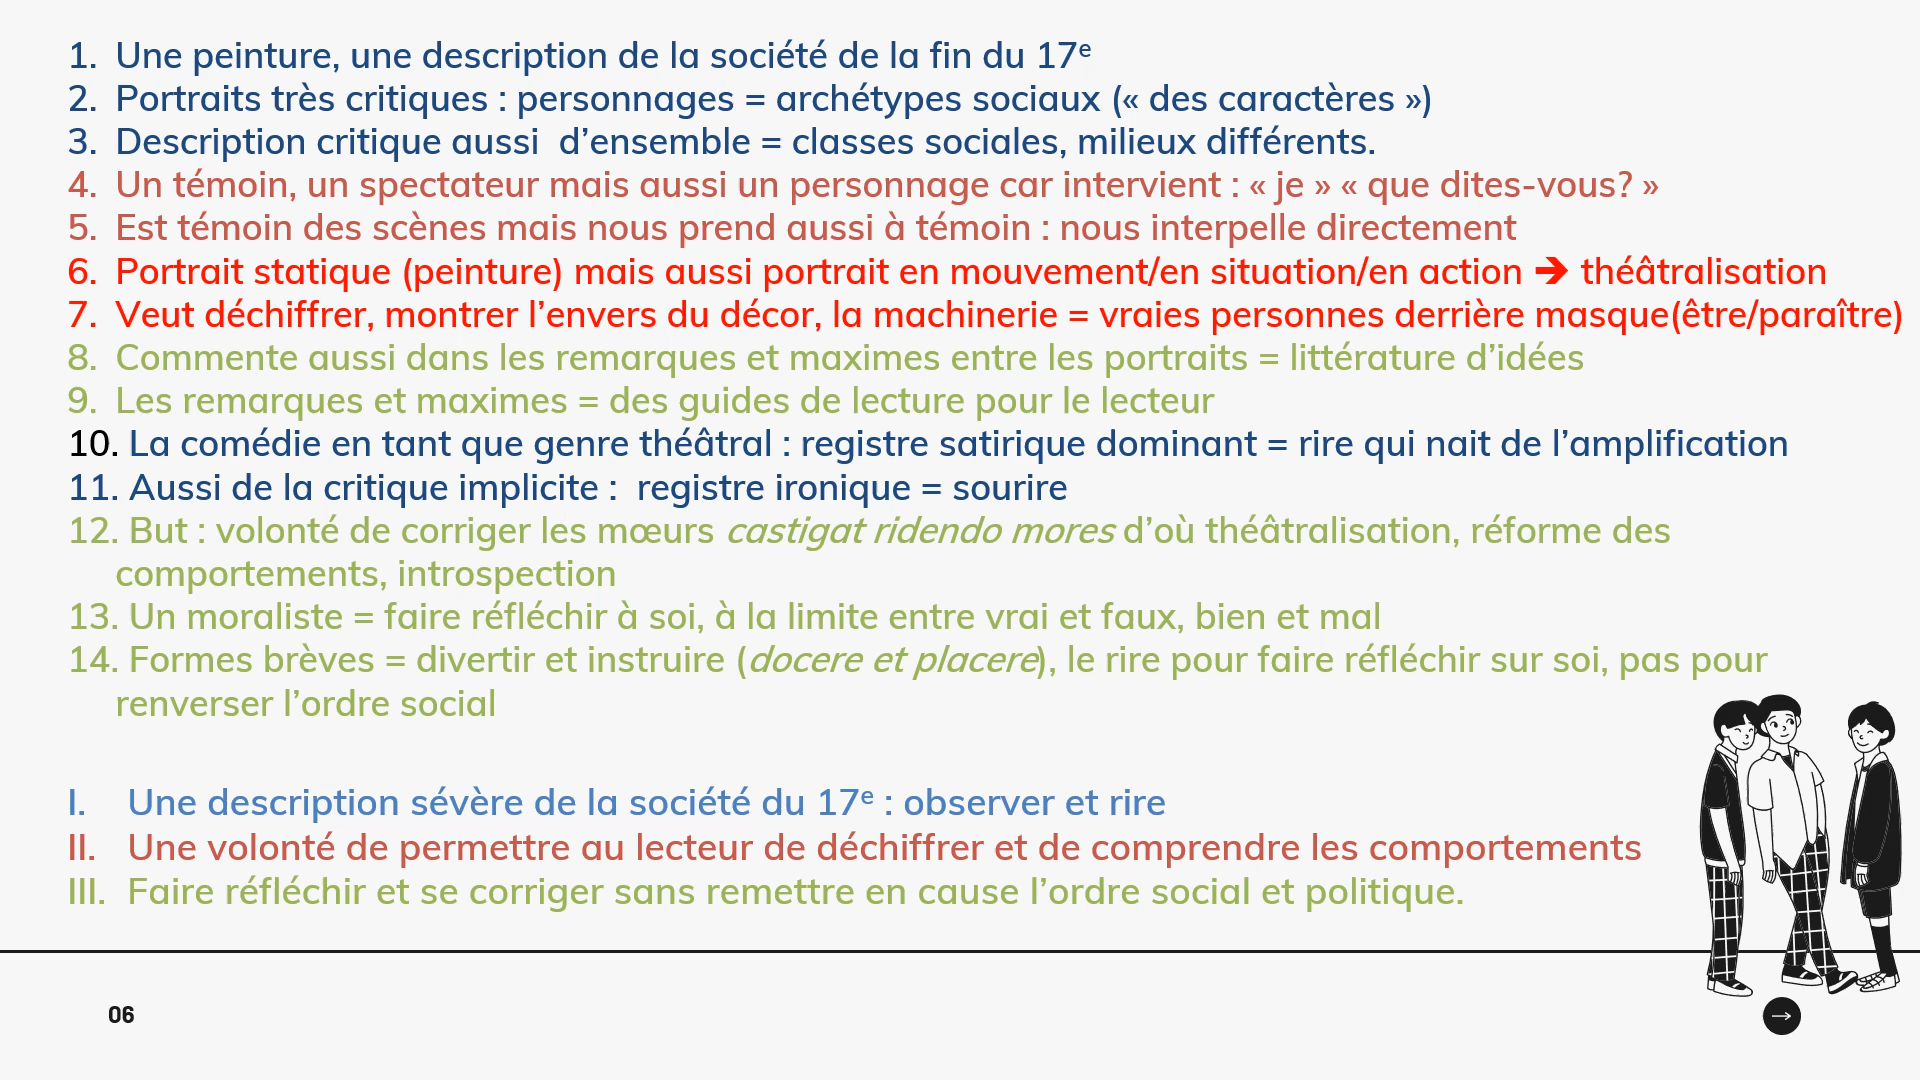 1. Une peinture, une description de la société de la fin du 17ᵉ
2. Portraits très critiques : personnages = archétypes sociaux (« des caractères »)
3. Description critique aussi  d’ensemble = classes sociales, milieux différents.
4. Un témoin, un spectateur mais aussi un personnage car intervient : « je » « que dites-vous? »
5. Est témoin des scènes mais nous prend aussi à témoin : nous interpelle directement
6. Portrait statique (peinture) mais aussi portrait en mouvement/en situation/en action ➔ théâtralisation
7. Veut déchiffrer, montrer l’envers du décor, la machinerie = vraies personnes derrière masque(être/paraître)
8. Commente aussi dans les remarques et maximes entre les portraits = littérature d’idées
9. Les remarques et maximes = des guides de lecture pour le lecteur
10. La comédie en tant que genre théâtral : registre satirique dominant = rire qui nait de l’amplification
11. Aussi de la critique implicite :  registre ironique = sourire
12. But : volonté de corriger les mœurs castigat ridendo mores d’où théâtralisation, réforme des
comportements, introspection
13. Un moraliste = faire réfléchir à soi, à la limite entre vrai et faux, bien et mal
14. Formes brèves = divertir et instruire (docere et placere), le rire pour faire réfléchir sur soi, pas pour
renverser l’ordre social
I. Une description sévère de la société du 17ᵉ : observer et rire
II. Une volonté de permettre au lecteur de déchiffrer et de comprendre les comportements
III. Faire réfléchir et se corriger sans remettre en cause l’ordre social et politique.
06